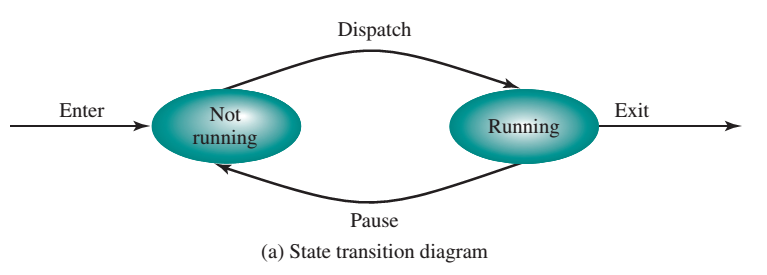 Dispatch
Enter
Not
running
Running
Exit
Pause
(a) State transition diagram